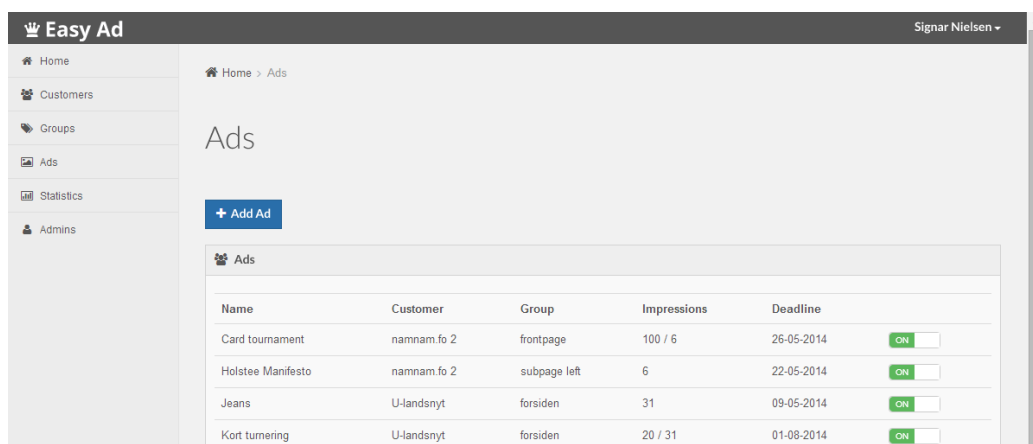 Easy Ad
Signar Nielsen
Home
Customers
Groups
Ads
Statistics
Admins
Home > Ads
Ads
+ Add Ad
Ads
Name Customer Group Impressions Deadline
Card tournament namnam.fo 2 frontpage 100 / 6 26-05-2014 ON
Holstee Manifesto namnam.fo 2 subpage left 6 22-05-2014 ON
Jeans U-landsnyt forsiden 31 09-05-2014 ON
Kort turnering U-landsnyt forsiden 20 / 31 01-08-2014 ON